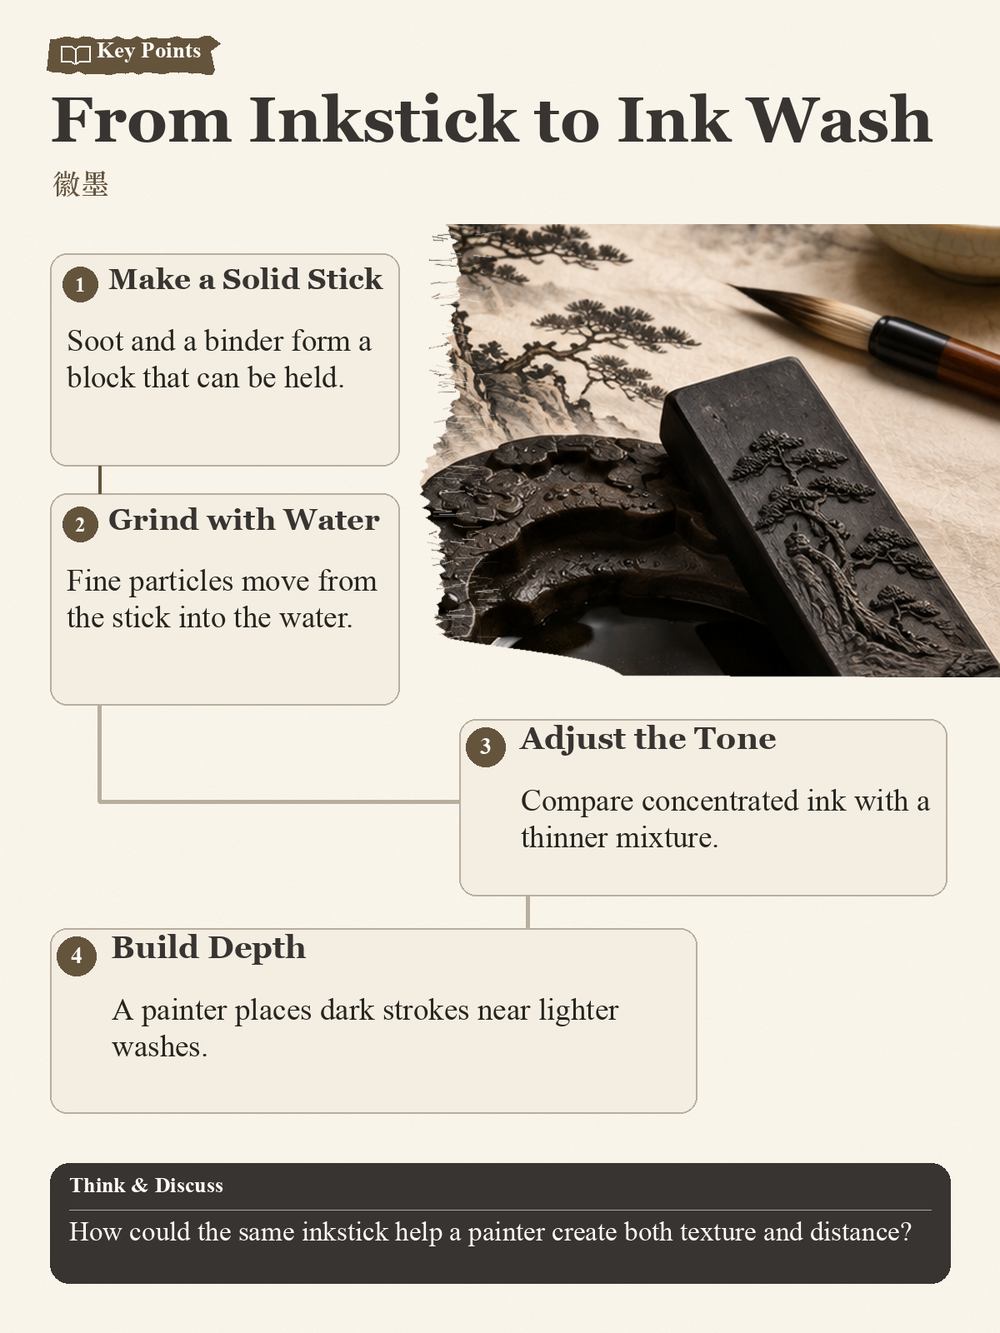 Key Points
From Inkstick to Ink Wash
徽墨
1 Make a Solid Stick
Soot and a binder form a
block that can be held.
2 Grind with Water
Fine particles move from
the stick into the water.
3 Adjust the Tone
Compare concentrated ink with a
thinner mixture.
4 Build Depth
A painter places dark strokes near lighter
washes.
Think & Discuss
How could the same inkstick help a painter create both texture and distance?